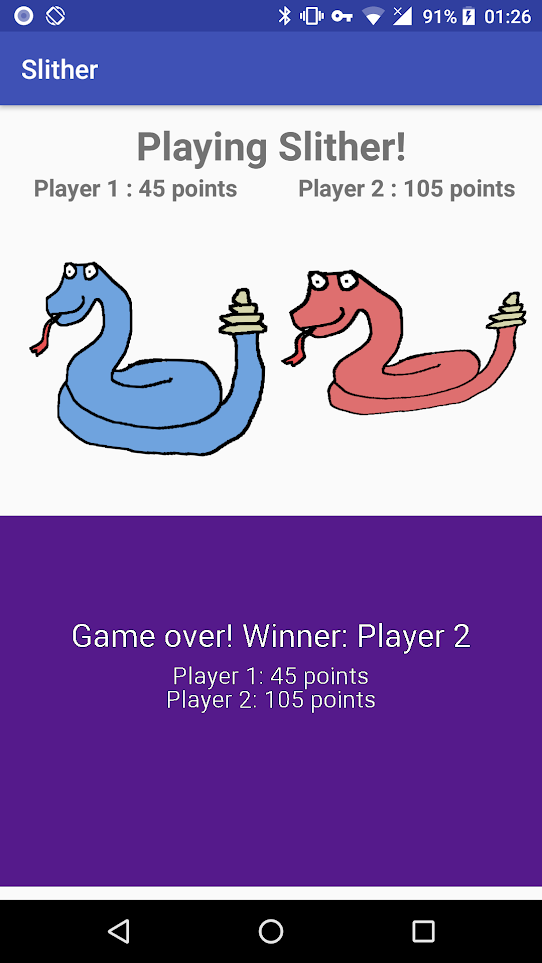 91% 01:26
Slither
Playing Slither!
Player 1 : 45 points Player 2 : 105 points
Game over! Winner: Player 2
Player 1: 45 points
Player 2: 105 points